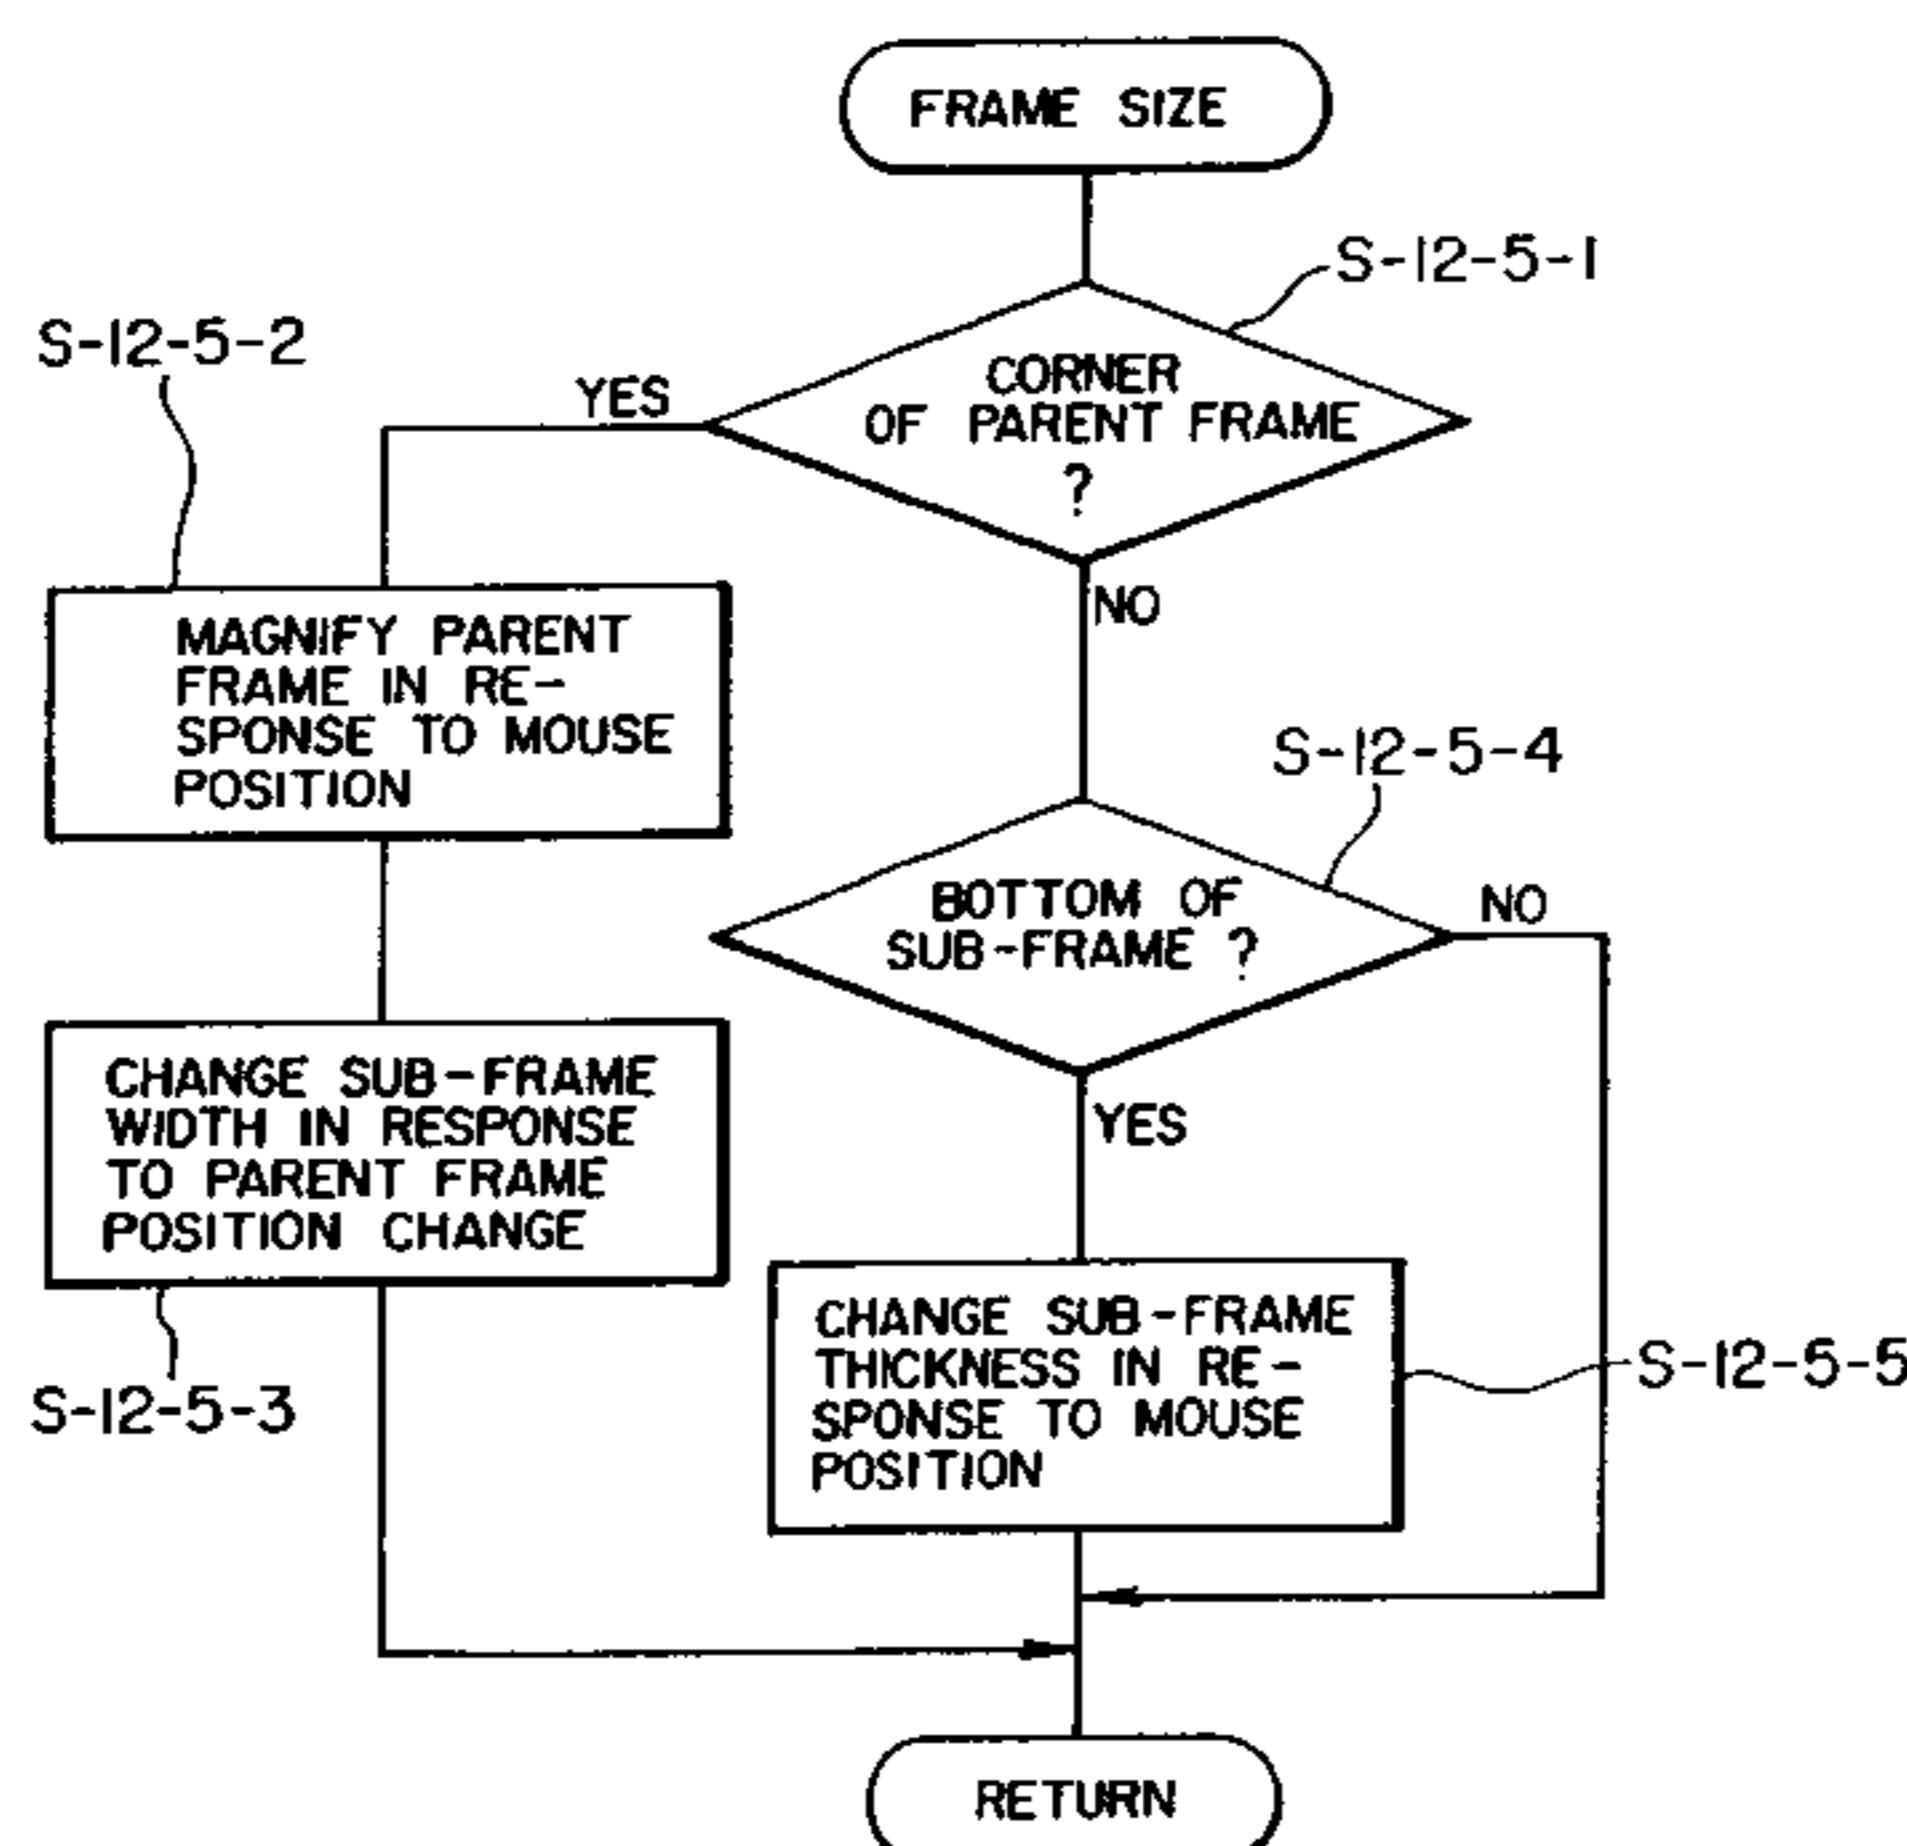 FRAME SIZE
S-12-5-1
S-12-5-2
YES
CORNER
OF PARENT FRAME
?
NO
MAGNIFY PARENT
FRAME IN RE-
SPONSE TO MOUSE
POSITION
S-12-5-4
BOTTOM OF
SUB-FRAME ?
NO
CHANGE SUB-FRAME
WIDTH IN RESPONSE
TO PARENT FRAME
POSITION CHANGE
YES
S-12-5-3
CHANGE SUB-FRAME
THICKNESS IN RE-
SPONSE TO MOUSE
POSITION
S-12-5-5
RETURN